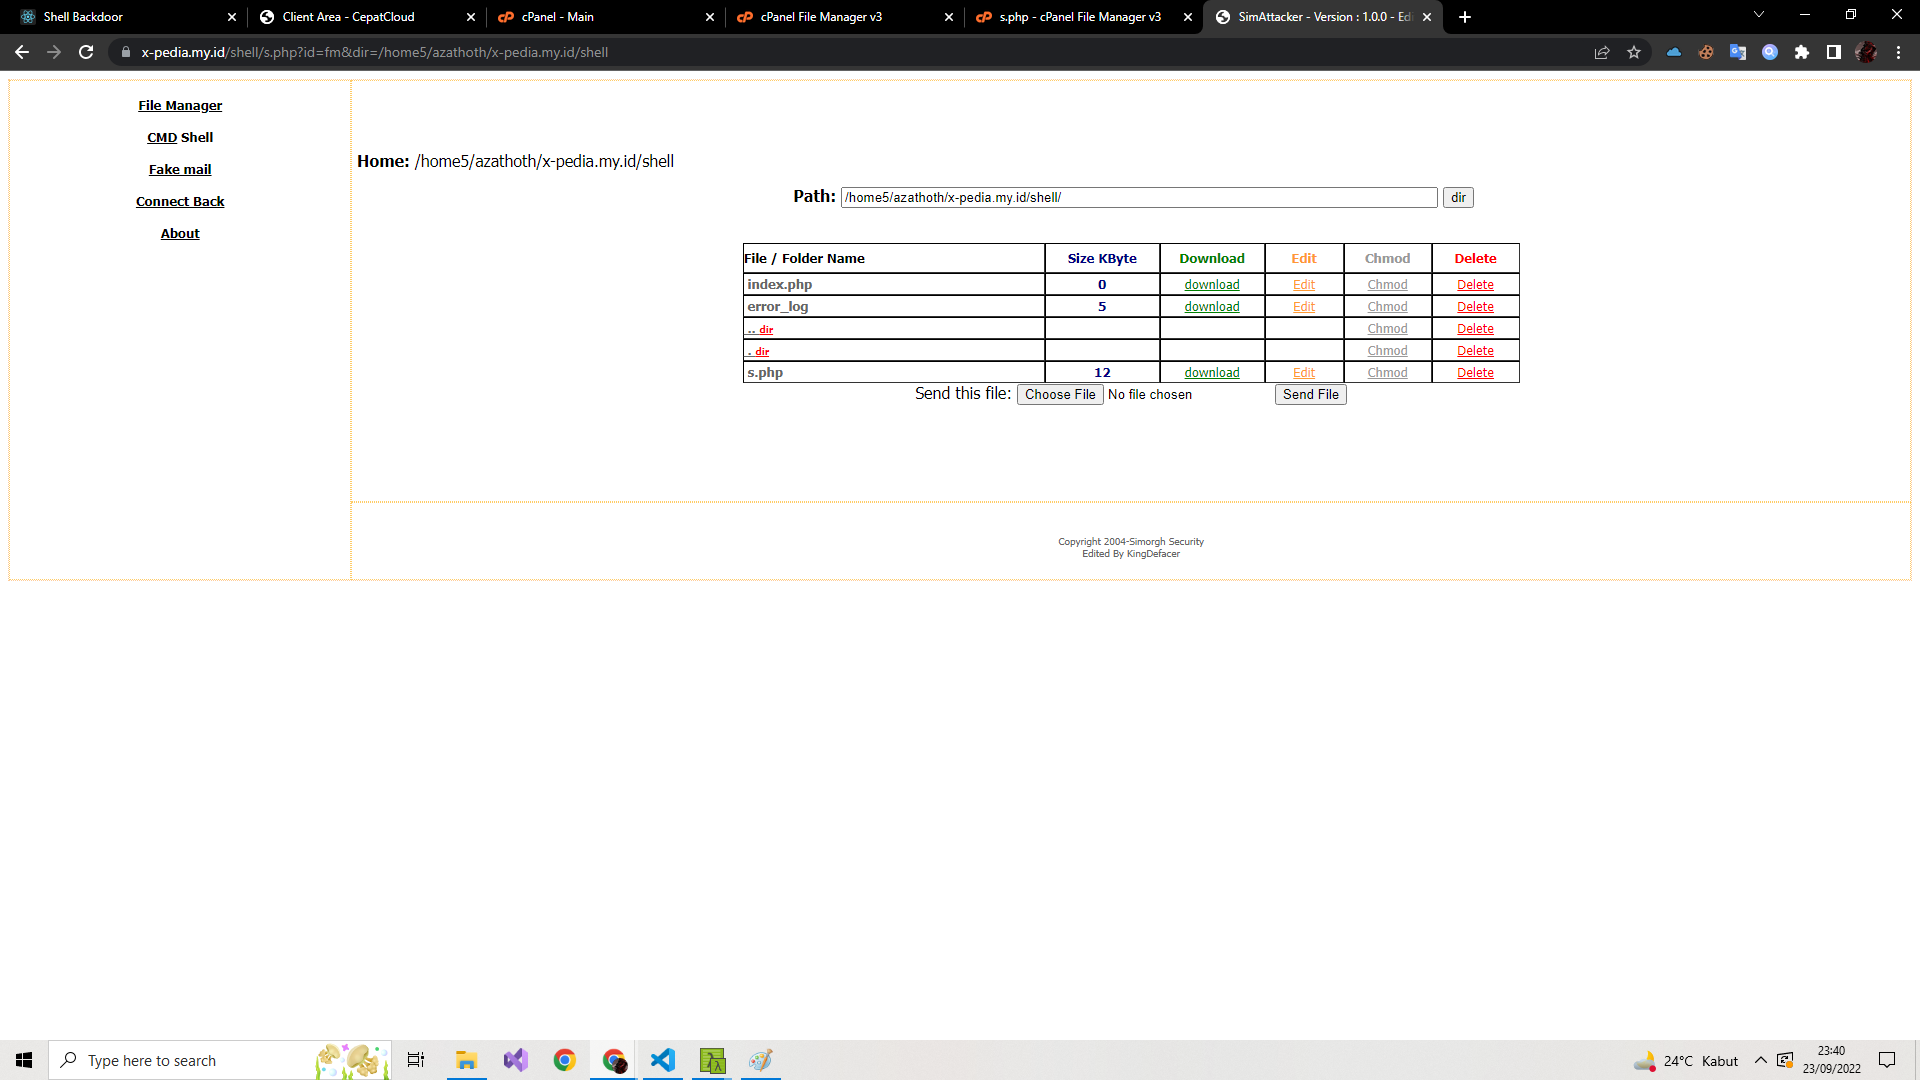 Shell Backdoor
Client Area - CepatCloud
cPanel - Main
cPanel File Manager v3
s.php - cPanel File Manager v3
SimAttacker - Version : 1.0.0 - Ed
x-pedia.my.id/shell/s.php?id=fm&dir=/home5/azathoth/x-pedia.my.id/shell
File Manager
CMD Shell
Fake mail
Connect Back
About
Home: /home5/azathoth/x-pedia.my.id/shell
Path: /home5/azathoth/x-pedia.my.id/shell/ dir
File / Folder Name Size KByte Download Edit Chmod Delete
index.php 0 download Edit Chmod Delete
error_log 5 download Edit Chmod Delete
.. dir Chmod Delete
. dir Chmod Delete
s.php 12 download Edit Chmod Delete
Send this file: Choose File No file chosen Send File
Copyright 2004-Simorgh Security
Edited By KingDefacer
Type here to search
24°C Kabut
23:40
23/09/2022